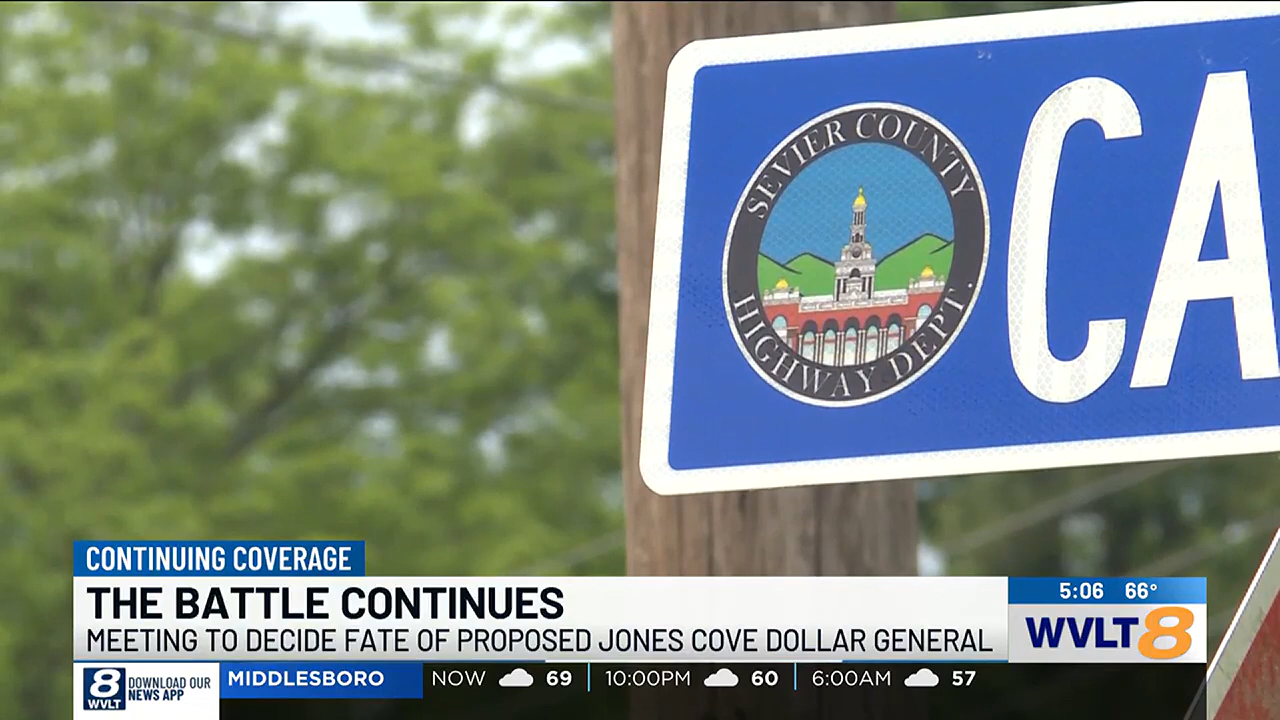 SEVIER COUNTY
HIGHWAY DEPT.
CA
CONTINUING COVERAGE
THE BATTLE CONTINUES
MEETING TO DECIDE FATE OF PROPOSED JONES COVE DOLLAR GENERAL
5:06 66°
WVLT8
8 WVLT
DOWNLOAD OUR
NEWS APP
MIDDLESBORO
NOW 69 10:00PM 60 6:00AM 57